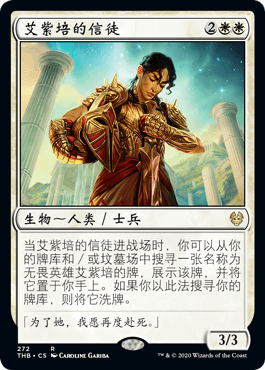 艾紫培的信徒 2
生物～人类／士兵
当艾紫培的信徒进战场时，你可以从你
的牌库和／或坟墓场中搜寻一张名称为
无畏英雄艾紫培的牌，展示该牌，并将
它置于你手上。如果你以此法搜寻你的
牌库，则将它洗牌。
「为了她，我愿再度赴死。」
3/3
272 R
THB • CS CAROLINE GARIBA
™ & © 2020 Wizards of the Coast